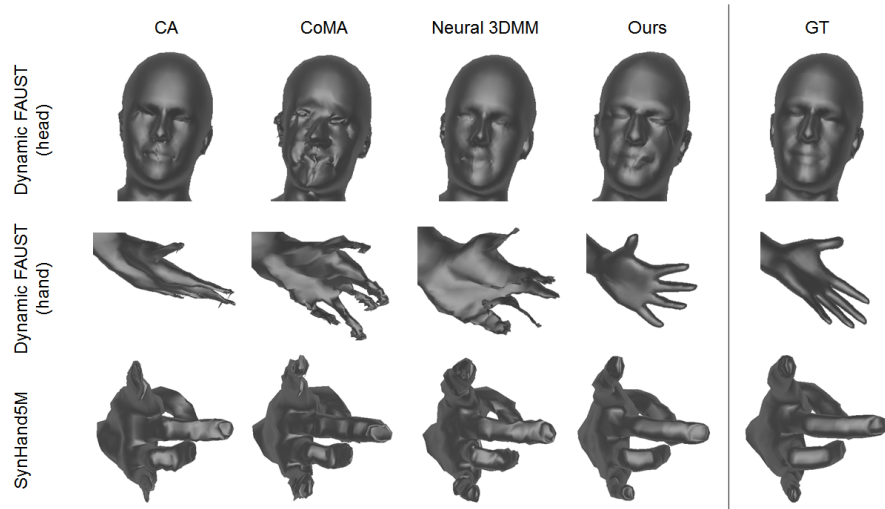 CA CoMA Neural 3DMM Ours GT
Dynamic FAUST
(head)
Dynamic FAUST
(hand)
SynHand5M